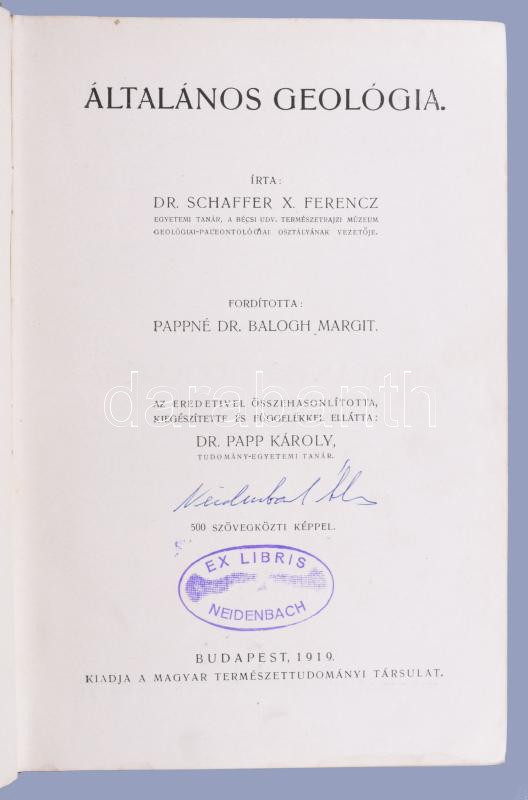 ÁLTALÁNOS GEOLÓGIA.
ÍRTA:
DR. SCHAFFER X. FERENCZ
EGYETEMI TANÁR, A BÉCSI UDV. TERMÉSZETRAJZI MÚZEUM
GEOLÓGIAI-PALEONTOLÓGIAI OSZTÁLYÁNAK VEZETŐJE.
FORDÍTOTTA:
PAPPNÉ DR. BALOGH MARGIT.
darabanth
AZ EREDETIVEL ÖSSZEHASONLÍTOTTA,
KIEGÉSZÍTETTE ÉS FÜGGELÉKKEL ELLÁTTA:
DR. PAPP KÁROLY,
TUDOMÁNY-EGYETEMI TANÁR.
500 SZÖVEGKÖZTI KÉPPEL.
EX LIBRIS
NEIDENBACH
BUDAPEST, 1919.
KIADJA A MAGYAR TERMÉSZETTUDOMÁNYI TÁRSULAT.